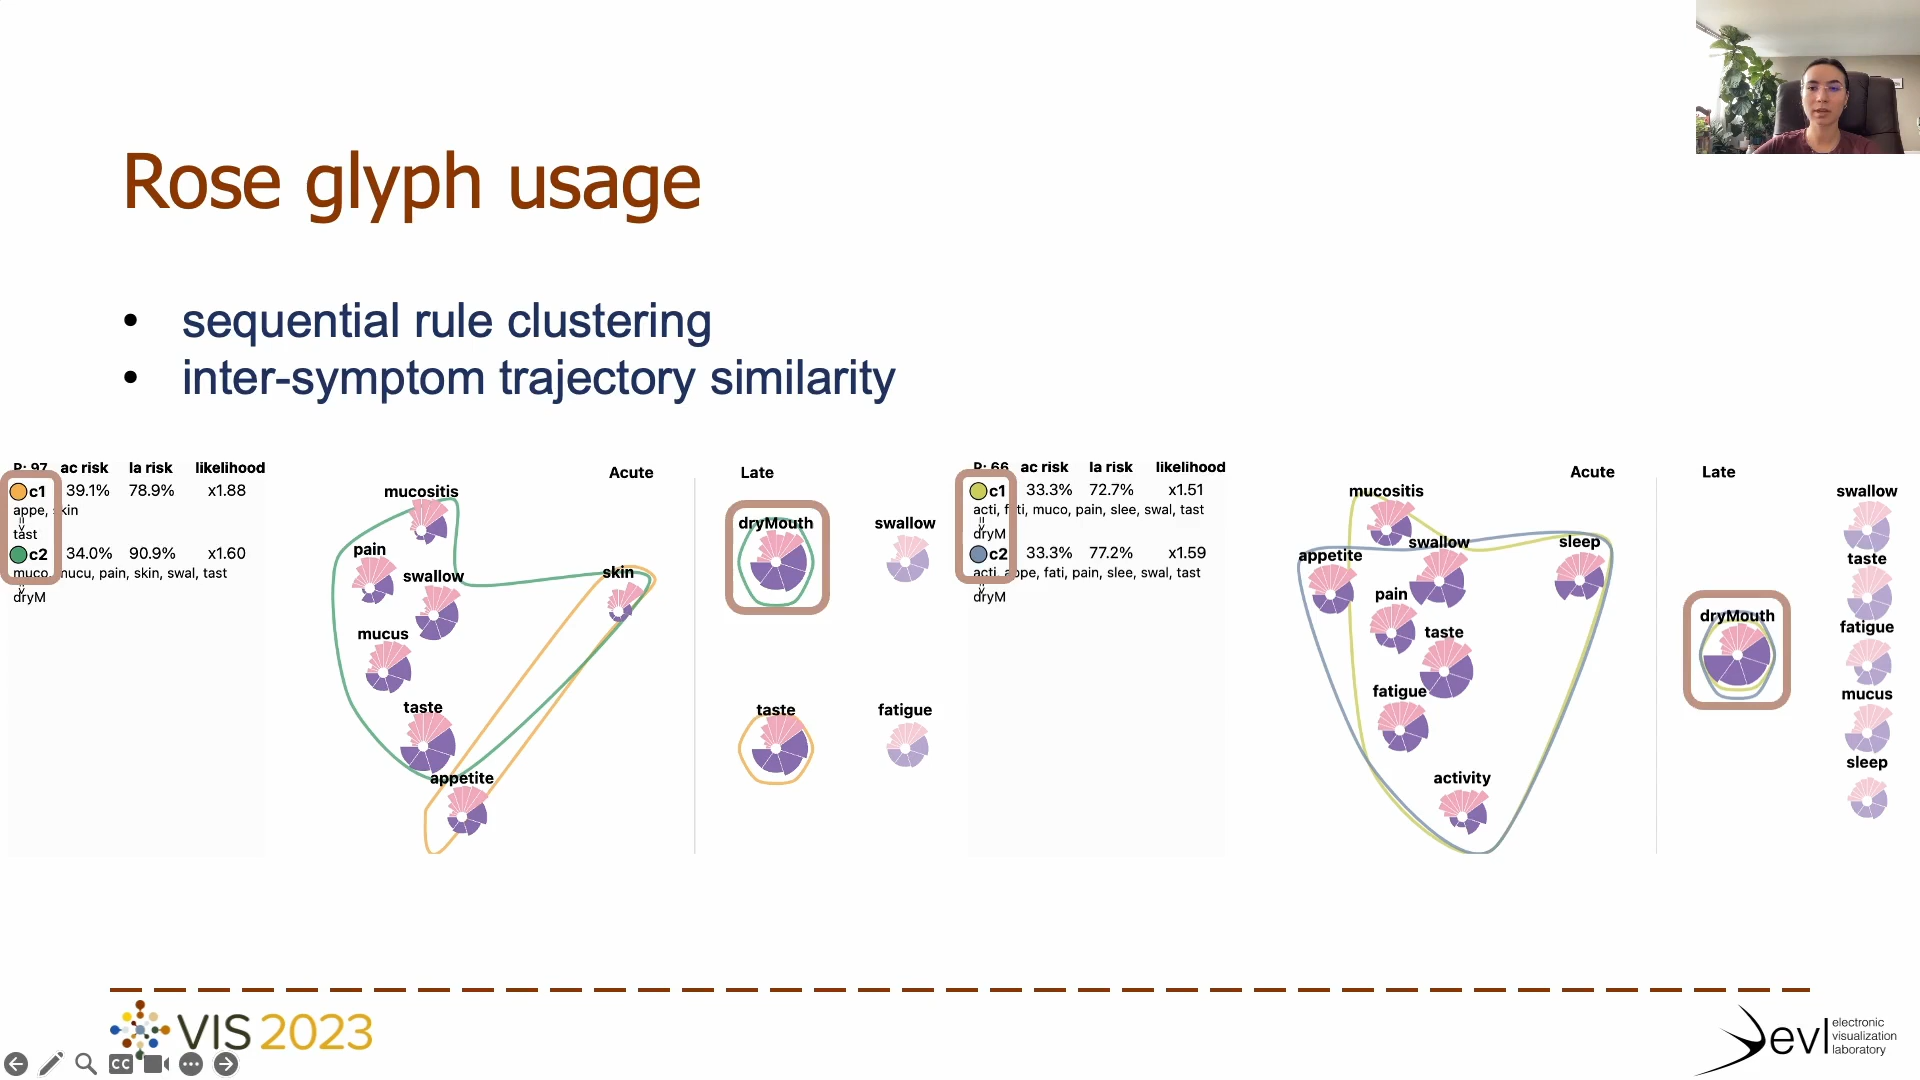 Rose glyph usage
• sequential rule clustering
• inter-symptom trajectory similarity
P: 97 ac risk la risk likelihood
c1 39.1% 78.9% x1.88
appe, skin
=>
tast
c2 34.0% 90.9% x1.60
muco, mucu, pain, skin, swal, tast
=>
dryM
Acute
Late
mucositis
pain
swallow
skin
mucus
taste
appetite
dryMouth
swallow
taste
fatigue
P: 66 ac risk la risk likelihood
c1 33.3% 72.7% x1.51
acti, fati, muco, pain, slee, swal, tast
=>
dryM
c2 33.3% 77.2% x1.59
acti, appe, fati, pain, slee, swal, tast
=>
dryM
Acute
Late
mucositis
appetite
swallow
sleep
pain
taste
fatigue
activity
dryMouth
swallow
taste
fatigue
mucus
sleep
VIS 2023
CC
evl
electronic
visualization
laboratory